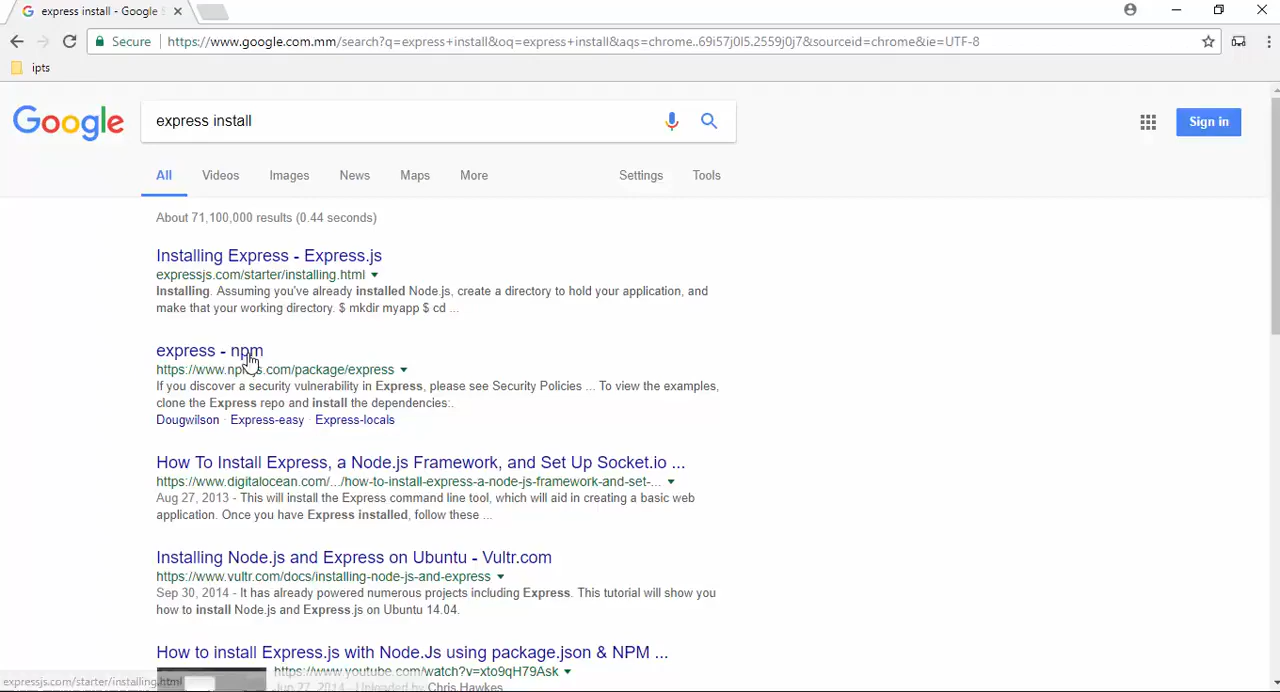 express install - Google S
Secure
https://www.google.com.mm/search?q=express+install&oq=express+install&aqs=chrome..69i57j0l5.2559j0j7&sourceid=chrome&ie=UTF-8
ipts
Google
express install
Sign in
All Videos Images News Maps More Settings Tools
About 71,100,000 results (0.44 seconds)
Installing Express - Express.js
expressjs.com/starter/installing.html
Installing. Assuming you've already installed Node.js, create a directory to hold your application, and
make that your working directory. $ mkdir myapp $ cd ...
express - npm
https://www.npmjs.com/package/express
If you discover a security vulnerability in Express, please see Security Policies ... To view the examples,
clone the Express repo and install the dependencies:.
Dougwilson · Express-easy · Express-locals
How To Install Express, a Node.js Framework, and Set Up Socket.io ...
https://www.digitalocean.com/.../how-to-install-express-a-node-js-framework-and-set-...
Aug 27, 2013 - This will install the Express command line tool, which will aid in creating a basic web
application. Once you have Express installed, follow these ...
Installing Node.js and Express on Ubuntu - Vultr.com
https://www.vultr.com/docs/installing-node-js-and-express
Sep 30, 2014 - It has already powered numerous projects including Express. This tutorial will show you
how to install Node.js and Express.js on Ubuntu 14.04.
How to install Express.js with Node.Js using package.json & NPM ...
https://www.youtube.com/watch?v=xto9qH79Ask
Jun 27, 2014 - Uploaded by Chris Hawkes
expressjs.com/starter/installing.html